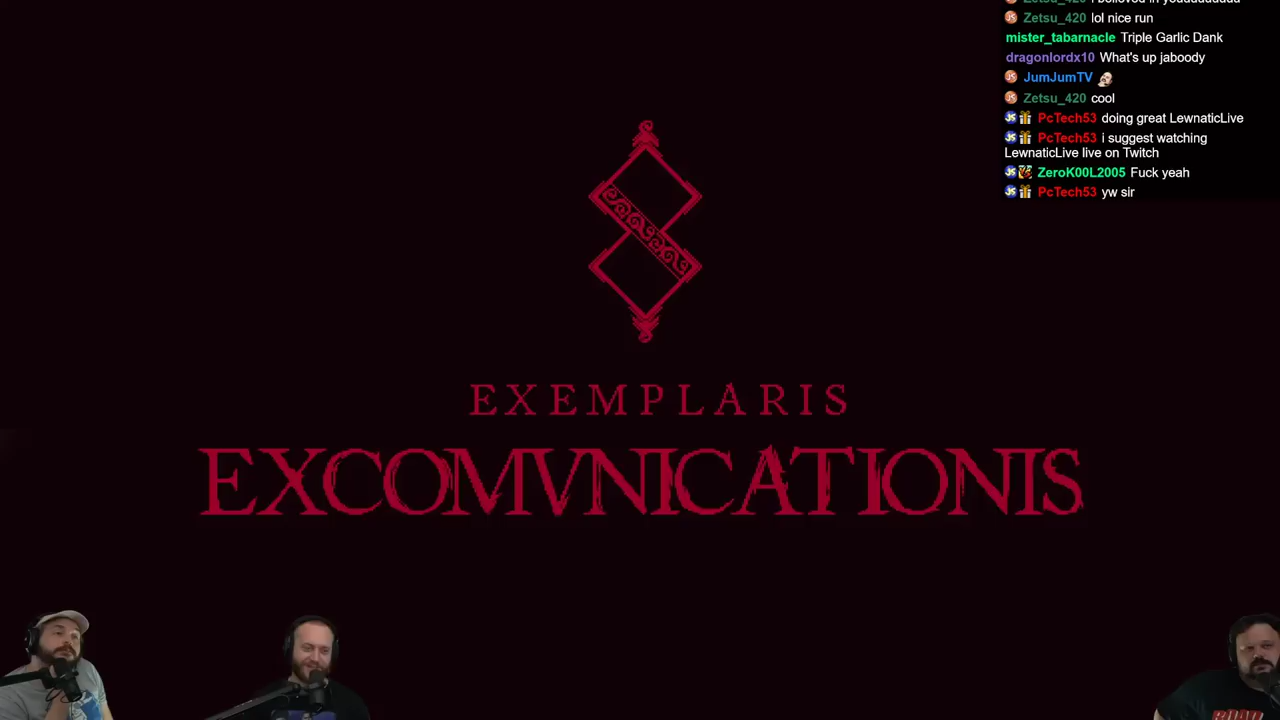 Zetsu_420 lol nice run
mister_tabarnacle Triple Garlic Dank
dragonlordx10 What's up jaboody
JumJumTV
Zetsu_420 cool
PcTech53 doing great LewnaticLive
PcTech53 i suggest watching
LewnaticLive live on Twitch
ZeroK00L2005 Fuck yeah
PcTech53 yw sir
EXEMPLARIS
EXCOMVNICATIONIS